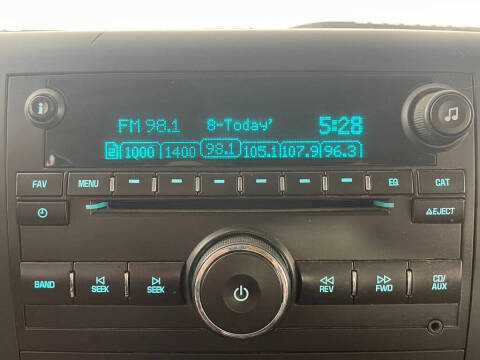 FM 98.1 8-Today' 5:28
2 1000 1400 98.1 105.1 107.9 96.3
FAV MENU EQ CAT
EJECT
BAND SEEK SEEK REV FWD CD/
AUX